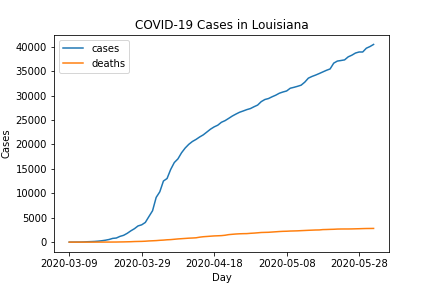 COVID-19 Cases in Louisiana
cases
deaths
Cases
40000
35000
30000
25000
20000
15000
10000
5000
0
2020-03-09 2020-03-29 2020-04-18 2020-05-08 2020-05-28
Day